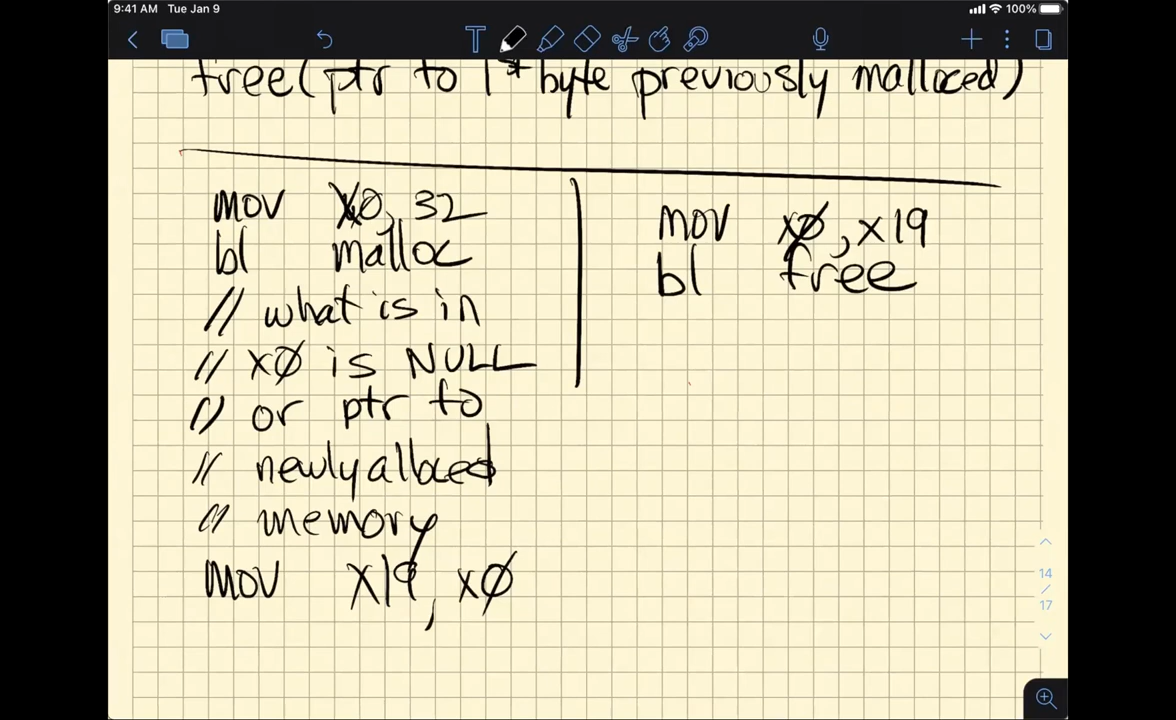 9:41 AM Tue Jan 9
100%
T
free(ptr to 1st byte previously malloced)
mov x0, 32
bl malloc
// what is in
// x0 is NULL
// or ptr to
// newly alloced
// memory
mov x19, x0
mov x0, x19
bl free
14
/
17